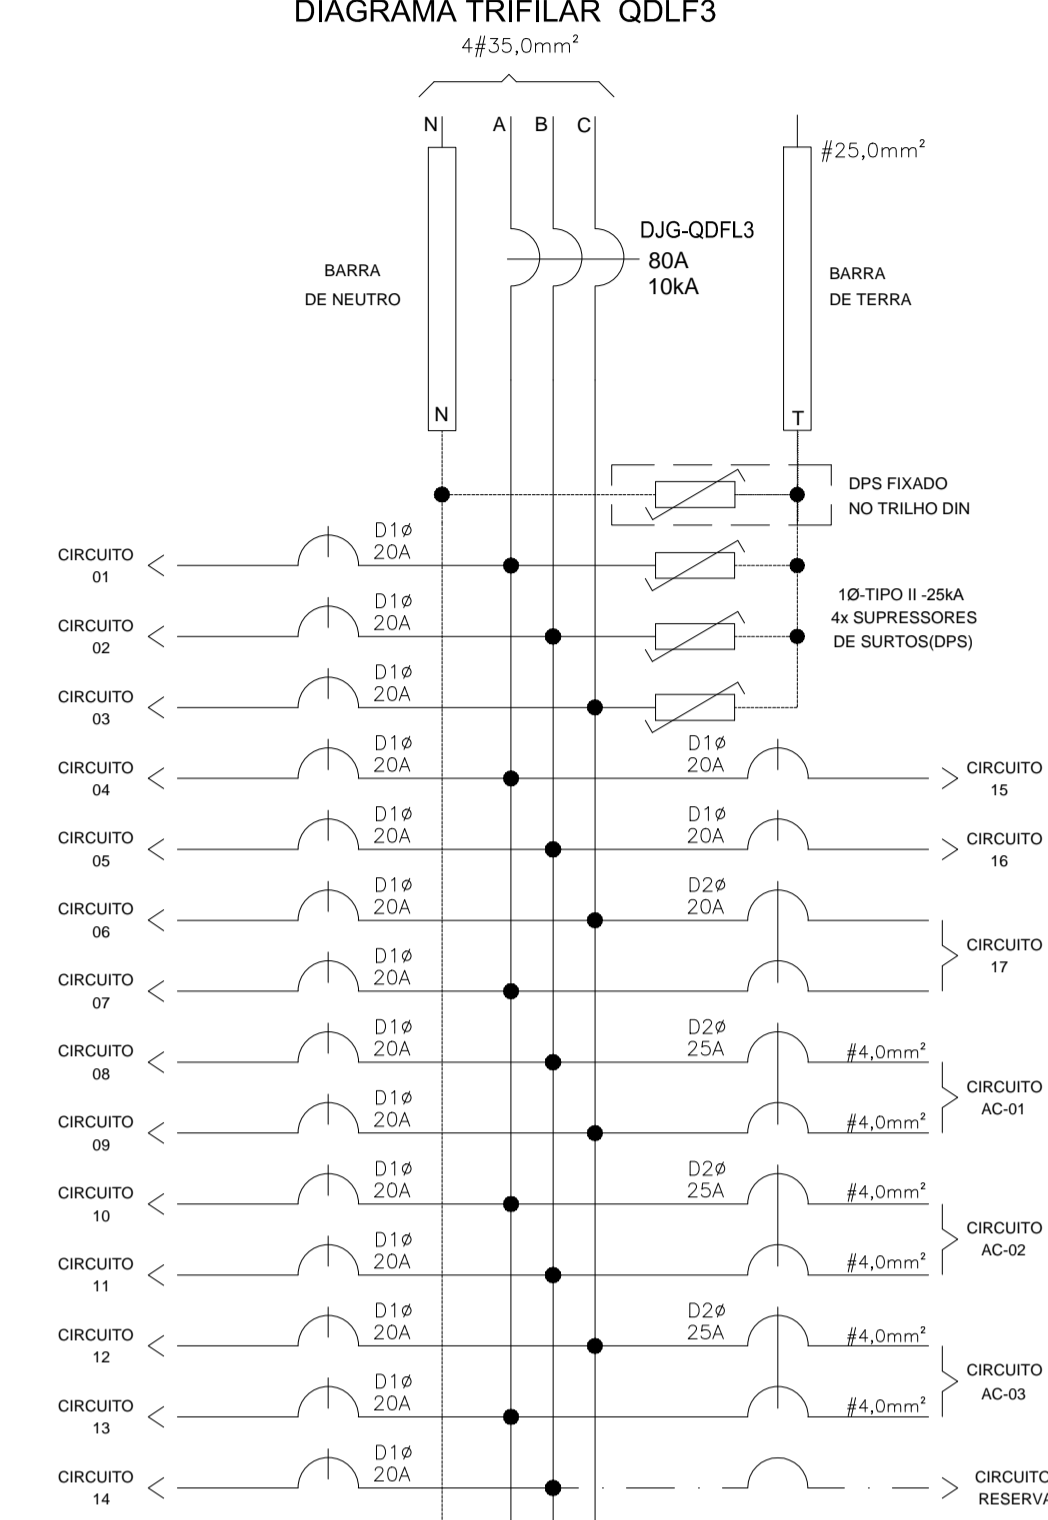 DIAGRAMA TRIFILAR QDLF3
4#35,0mm²
N A B C
#25,0mm²
DJG-QDFL3
80A
10kA
BARRA
DE NEUTRO
BARRA
DE TERRA
N
T
DPS FIXADO
NO TRILHO DIN
1Ø-TIPO II -25kA
4x SUPRESSORES
DE SURTOS(DPS)
CIRCUITO
01
D1ø
20A
CIRCUITO
02
D1ø
20A
CIRCUITO
03
D1ø
20A
CIRCUITO
04
D1ø
20A
D1ø
20A
CIRCUITO
15
CIRCUITO
05
D1ø
20A
D1ø
20A
CIRCUITO
16
CIRCUITO
06
D1ø
20A
D2ø
20A
CIRCUITO
17
CIRCUITO
07
D1ø
20A
CIRCUITO
08
D1ø
20A
D2ø
25A
#4,0mm²
CIRCUITO
AC-01
CIRCUITO
09
D1ø
20A
#4,0mm²
CIRCUITO
10
D1ø
20A
D2ø
25A
#4,0mm²
CIRCUITO
AC-02
CIRCUITO
11
D1ø
20A
#4,0mm²
CIRCUITO
12
D1ø
20A
D2ø
25A
#4,0mm²
CIRCUITO
AC-03
CIRCUITO
13
D1ø
20A
#4,0mm²
CIRCUITO
14
D1ø
20A
CIRCUITO
RESERVA